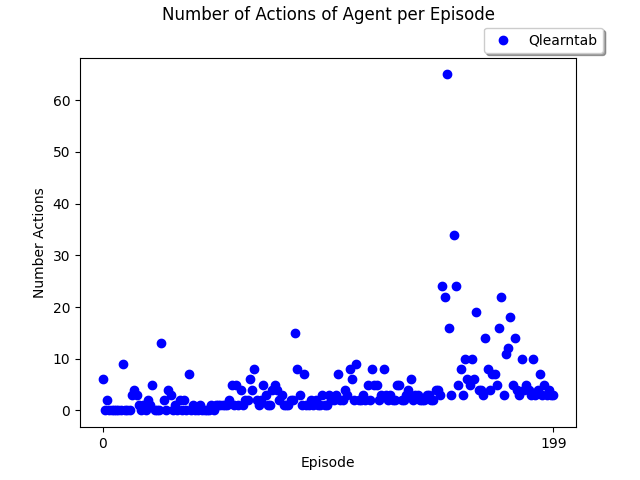 Number of Actions of Agent per Episode
Qlearntab
60
50
40
30
20
10
0
Number Actions
0
199
Episode